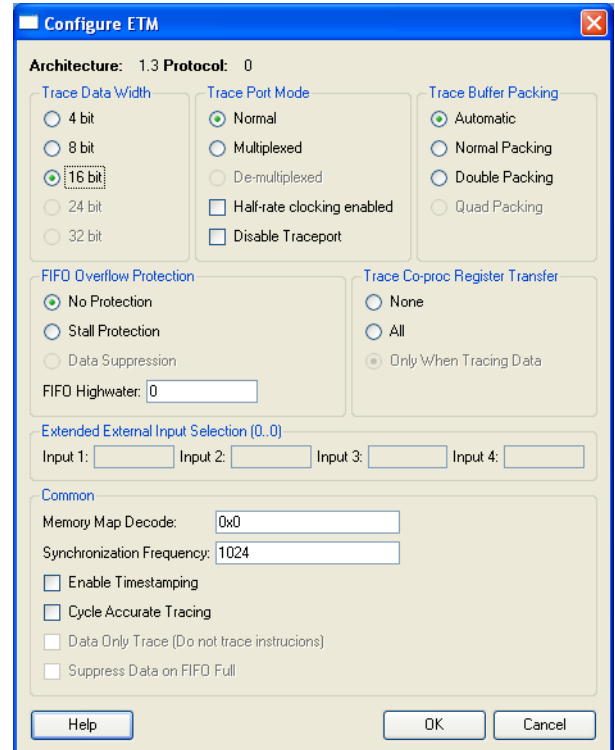 Configure ETM
Architecture: 1.3 Protocol: 0
Trace Data Width
4 bit
8 bit
16 bit
24 bit
32 bit
Trace Port Mode
Normal
Multiplexed
De-multiplexed
Half-rate clocking enabled
Disable Traceport
Trace Buffer Packing
Automatic
Normal Packing
Double Packing
Quad Packing
FIFO Overflow Protection
No Protection
Stall Protection
Data Suppression
FIFO Highwater: 0
Trace Co-proc Register Transfer
None
All
Only When Tracing Data
Extended External Input Selection (0..0)
Input 1: Input 2: Input 3: Input 4:
Common
Memory Map Decode: 0x0
Synchronization Frequency: 1024
Enable Timestamping
Cycle Accurate Tracing
Data Only Trace (Do not trace instrucions)
Suppress Data on FIFO Full
Help OK Cancel